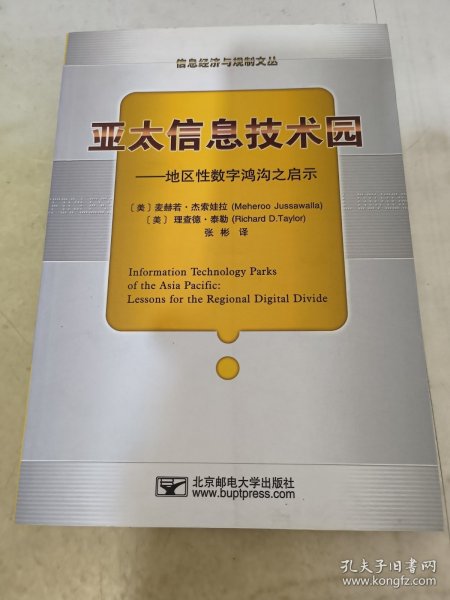 信息经济与规制文丛
亚太信息技术园
——地区性数字鸿沟之启示
〔美〕麦赫若·杰索娃拉 (Meheroo Jussawalla)
〔美〕理查德·泰勒 (Richard D.Taylor)
张 彬 译
Information Technology Parks
of the Asia Pacific:
Lessons for the Regional Digital Divide
北京邮电大学出版社
www.buptpress.com
孔夫子旧书网
www.kongfz.com